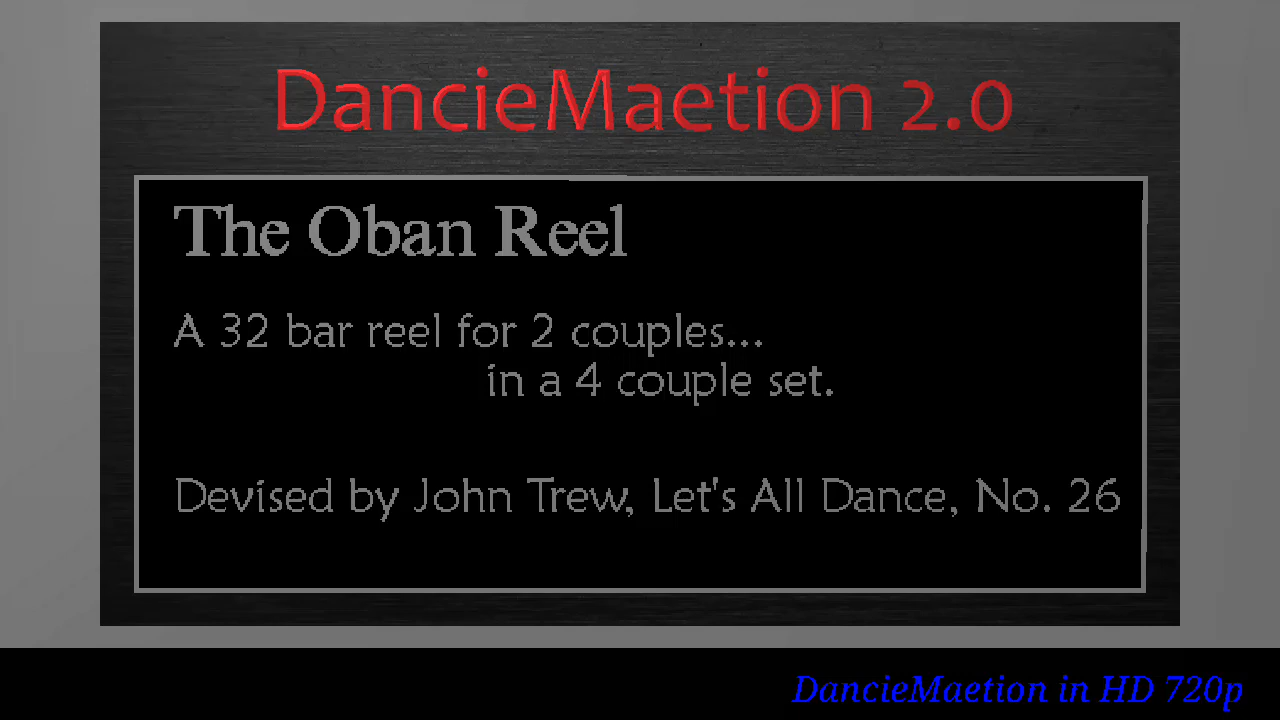 DancieMaetion 2.0
The Oban Reel
A 32 bar reel for 2 couples...
in a 4 couple set.
Devised by John Trew, Let's All Dance, No. 26
DancieMaetion in HD 720p